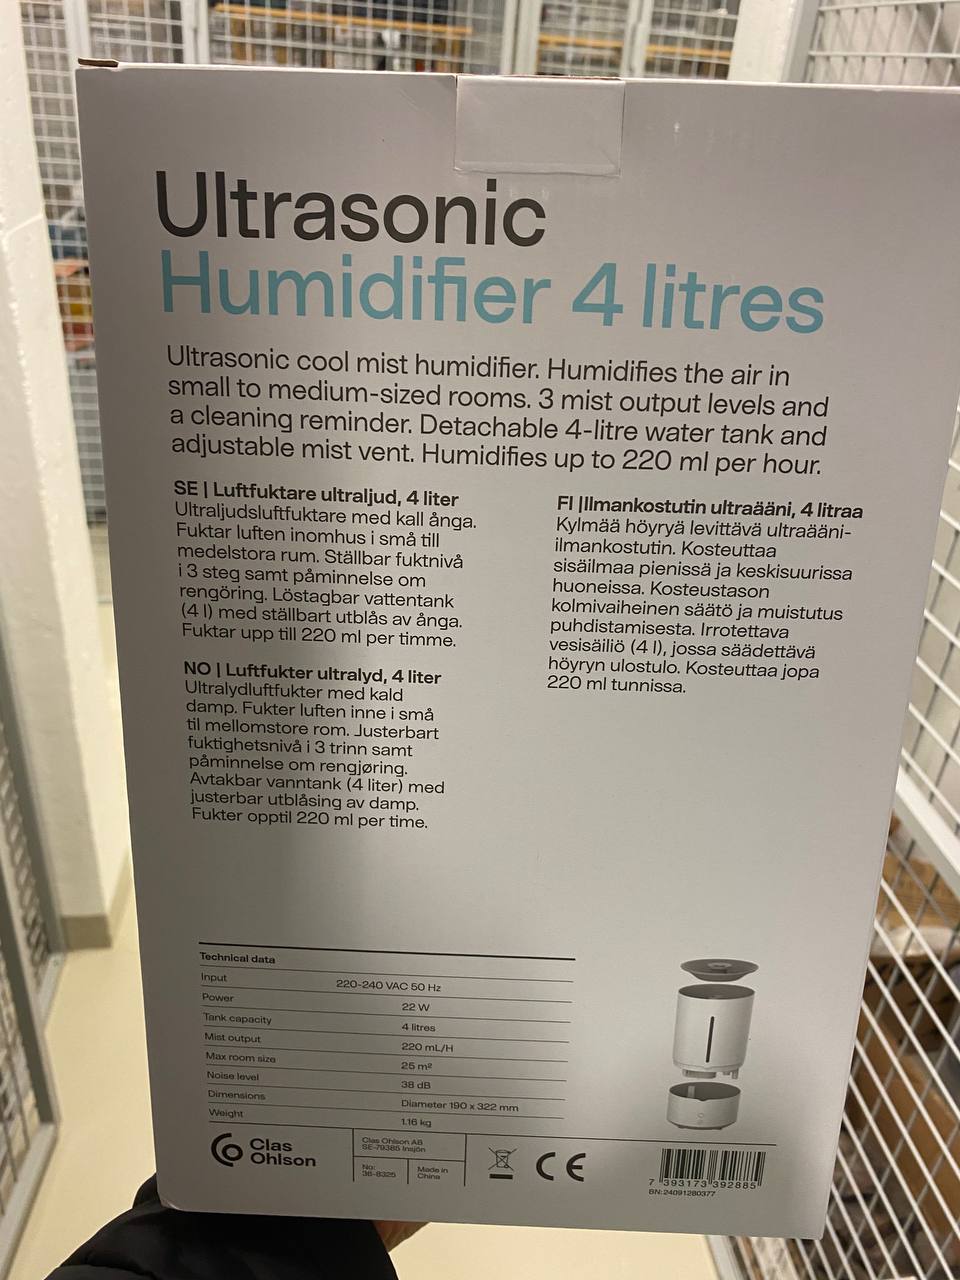 Ultrasonic
Humidifier 4 litres
Ultrasonic cool mist humidifier. Humidifies the air in
small to medium-sized rooms. 3 mist output levels and
a cleaning reminder. Detachable 4-litre water tank and
adjustable mist vent. Humidifies up to 220 ml per hour.
SE | Luftfuktare ultraljud, 4 liter
Ultraljudsluftfuktare med kall ånga.
Fuktar luften inomhus i små till
medelstora rum. Ställbar fuktnivå
i 3 steg samt påminnelse om
rengöring. Löstagbar vattentank
(4 l) med ställbart utblås av ånga.
Fuktar upp till 220 ml per timme.
NO | Luftfukter ultralyd, 4 liter
Ultralydluftfukter med kald
damp. Fukter luften inne i små
til mellomstore rom. Justerbart
fuktighetsnivå i 3 trinn samt
påminnelse om rengjøring.
Avtakbar vanntank (4 liter) med
justerbar utblåsing av damp.
Fukter opptil 220 ml per time.
FI |Ilmankostutin ultraääni, 4 litraa
Kylmää höyryä levittävä ultraääni-
ilmankostutin. Kosteuttaa
sisäilmaa pienissä ja keskisuurissa
huoneissa. Kosteustason
kolmivaiheinen säätö ja muistutus
puhdistamisesta. Irrotettava
vesisäiliö (4 l), jossa säädettävä
höyryn ulostulo. Kosteuttaa jopa
220 ml tunnissa.
Technical data
Input 220-240 VAC 50 Hz
Power 22 W
Tank capacity 4 litres
Mist output 220 mL/H
Max room size 25 m²
Noise level 38 dB
Dimensions Diameter 190 x 322 mm
Weight 1.16 kg
Clas
Ohlson
Clas Ohlson AB
SE-79385 Insjön
No:
36-8325
Made in
China
CE
7 393173 392885
BN: 24091280377